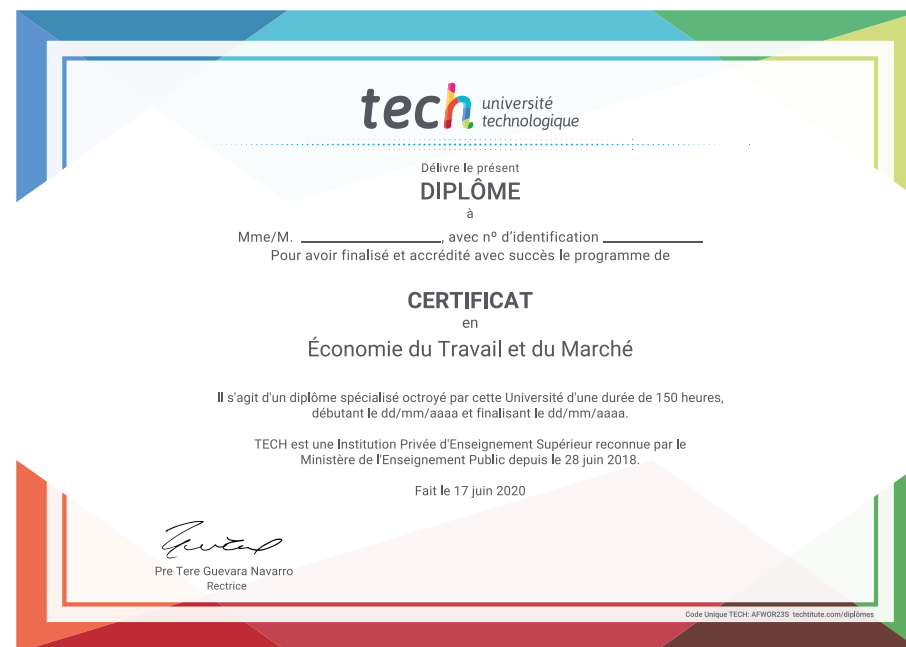 tech université
technologique
Délivre le présent
DIPLÔME
à
Mme/M. ____________________, avec nº d'identification ______________
Pour avoir finalisé et accrédité avec succès le programme de
CERTIFICAT
en
Économie du Travail et du Marché
Il s'agit d'un diplôme spécialisé octroyé par cette Université d'une durée de 150 heures,
débutant le dd/mm/aaaa et finalisant le dd/mm/aaaa.
TECH est une Institution Privée d'Enseignement Supérieur reconnue par le
Ministère de l'Enseignement Public depuis le 28 juin 2018.
Fait le 17 juin 2020
Pre Tere Guevara Navarro
Rectrice
Code Unique TECH: AFWOR23S techtitute.com/diplômes